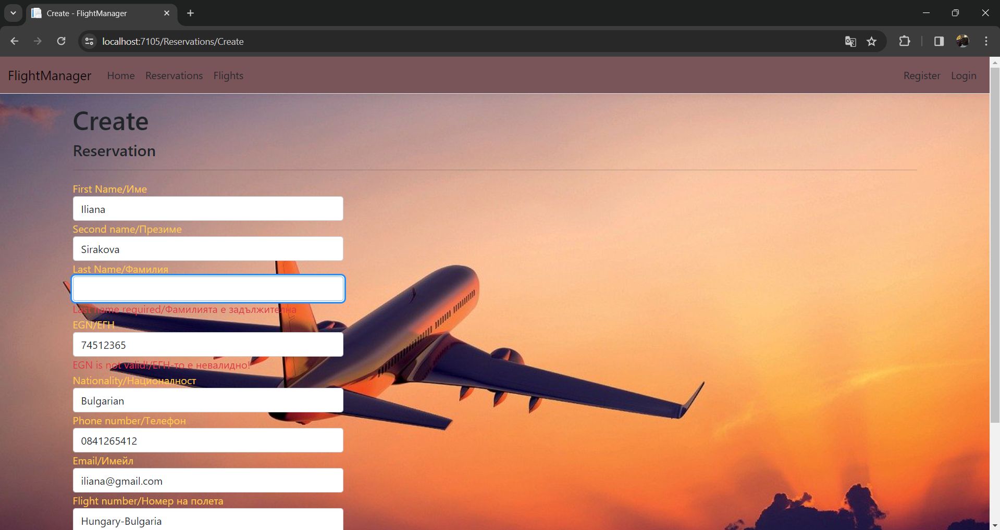 Create - FlightManager
localhost:7105/Reservations/Create
FlightManager Home Reservations Flights Register Login
Create
Reservation
First Name/Име
Iliana
Second name/Презиме
Sirakova
Last Name/Фамилия
Last name required/Фамилията е задължителна
EGN/ЕГН
74512365
EGN is not valid!/ЕГН-то е невалидно!
Nationality/Националност
Bulgarian
Phone number/Телефон
0841265412
Email/Имейл
iliana@gmail.com
Flight number/Номер на полета
Hungary-Bulgaria